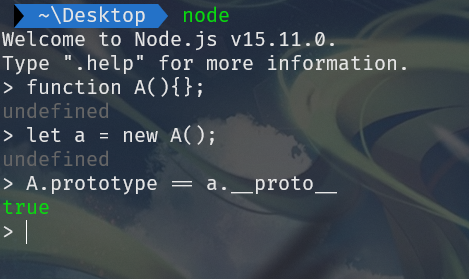 ~\Desktop node
Welcome to Node.js v15.11.0.
Type ".help" for more information.
> function A(){};
undefined
> let a = new A();
undefined
> A.prototype == a.__proto__
true
>